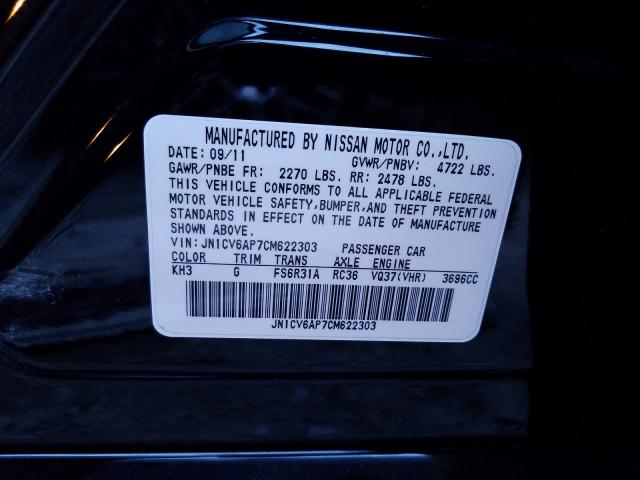 MANUFACTURED BY NISSAN MOTOR CO.,LTD.
DATE: 09/11 GVWR/PNBV: 4722 LBS.
GAWR/PNBE FR: 2270 LBS. RR: 2478 LBS.
THIS VEHICLE CONFORMS TO ALL APPLICABLE FEDERAL
MOTOR VEHICLE SAFETY,BUMPER,AND THEFT PREVENTION
STANDARDS IN EFFECT ON THE DATE OF MANUFACTURE
SHOWN ABOVE.
VIN: JN1CV6AP7CM622303 PASSENGER CAR
COLOR TRIM TRANS AXLE ENGINE
KH3 G FS6R31A RC36 VQ37(VHR) 3696CC
JN1CV6AP7CM622303